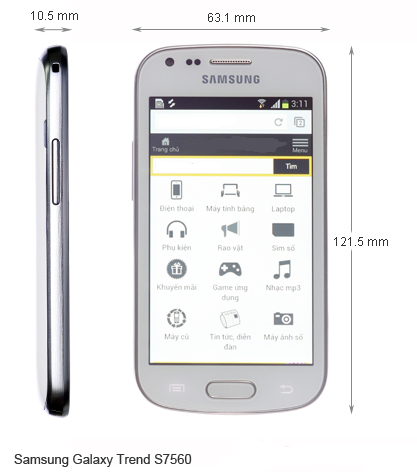 10.5 mm
63.1 mm
SAMSUNG
3:11
2
Trang chủ
Menu
Tìm
Điện thoại
Máy tính bảng
Laptop
Phụ kiện
Rao vặt
Sim số
Khuyến mãi
Game ứng
dụng
Nhạc mp3
Máy cũ
Tin tức, diễn
đàn
Máy ảnh số
121.5 mm
Samsung Galaxy Trend S7560